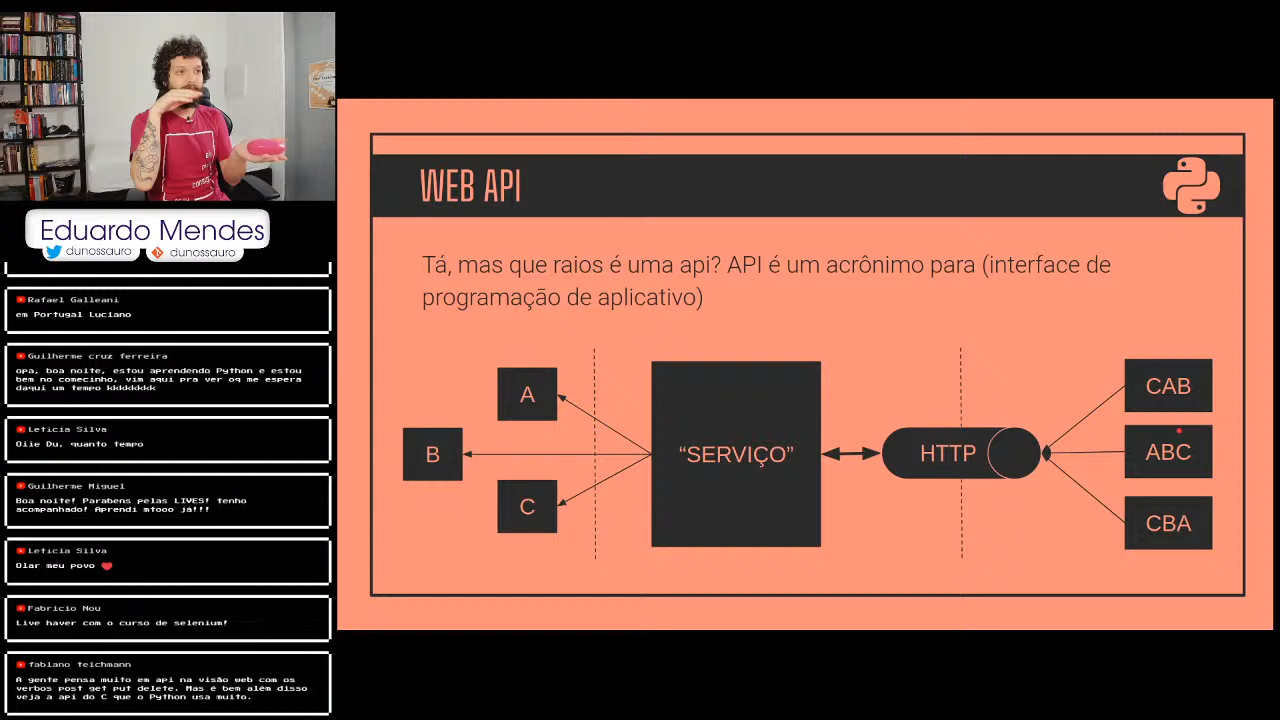 Eduardo Mendes
dunossauro
dunossauro
Rafael Galleani
em Portugal Luciano
Guilherme cruz ferreira
opa, boa noite, estou aprendendo Python e estou
bem no comecinho, vim aqui pra ver oq me espera
daqui um tempo kkkkkkkk
Leticia Silva
Oiie Du, quanto tempo
Guilherme Miguel
Boa noite! Parabens pelas LIVES! tenho
acompanhado! Aprendi mtooo já!!!
Leticia Silva
Olar meu povo ❤
Fabricio Nou
Live haver com o curso de selenium!
fabiano teichmann
A gente pensa muito em api na visão web com os
verbos post get put delete. Mas é bem além disso
veja a api do C que o Python usa muito.
WEB API
Tá, mas que raios é uma api? API é um acrônimo para (interface de
programação de aplicativo)
A
B
C
“SERVIÇO”
HTTP
CAB
ABC
CBA